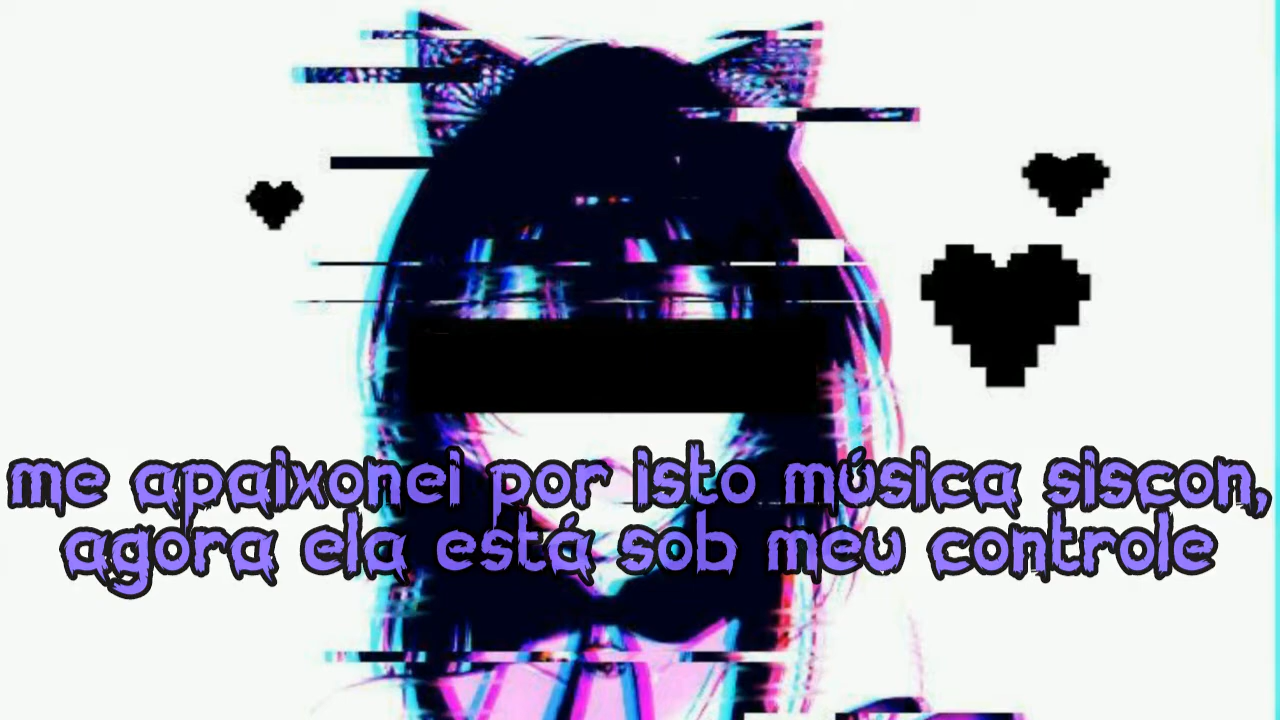 me apaixonei por isto música siscon,
agora ela está sob meu controle